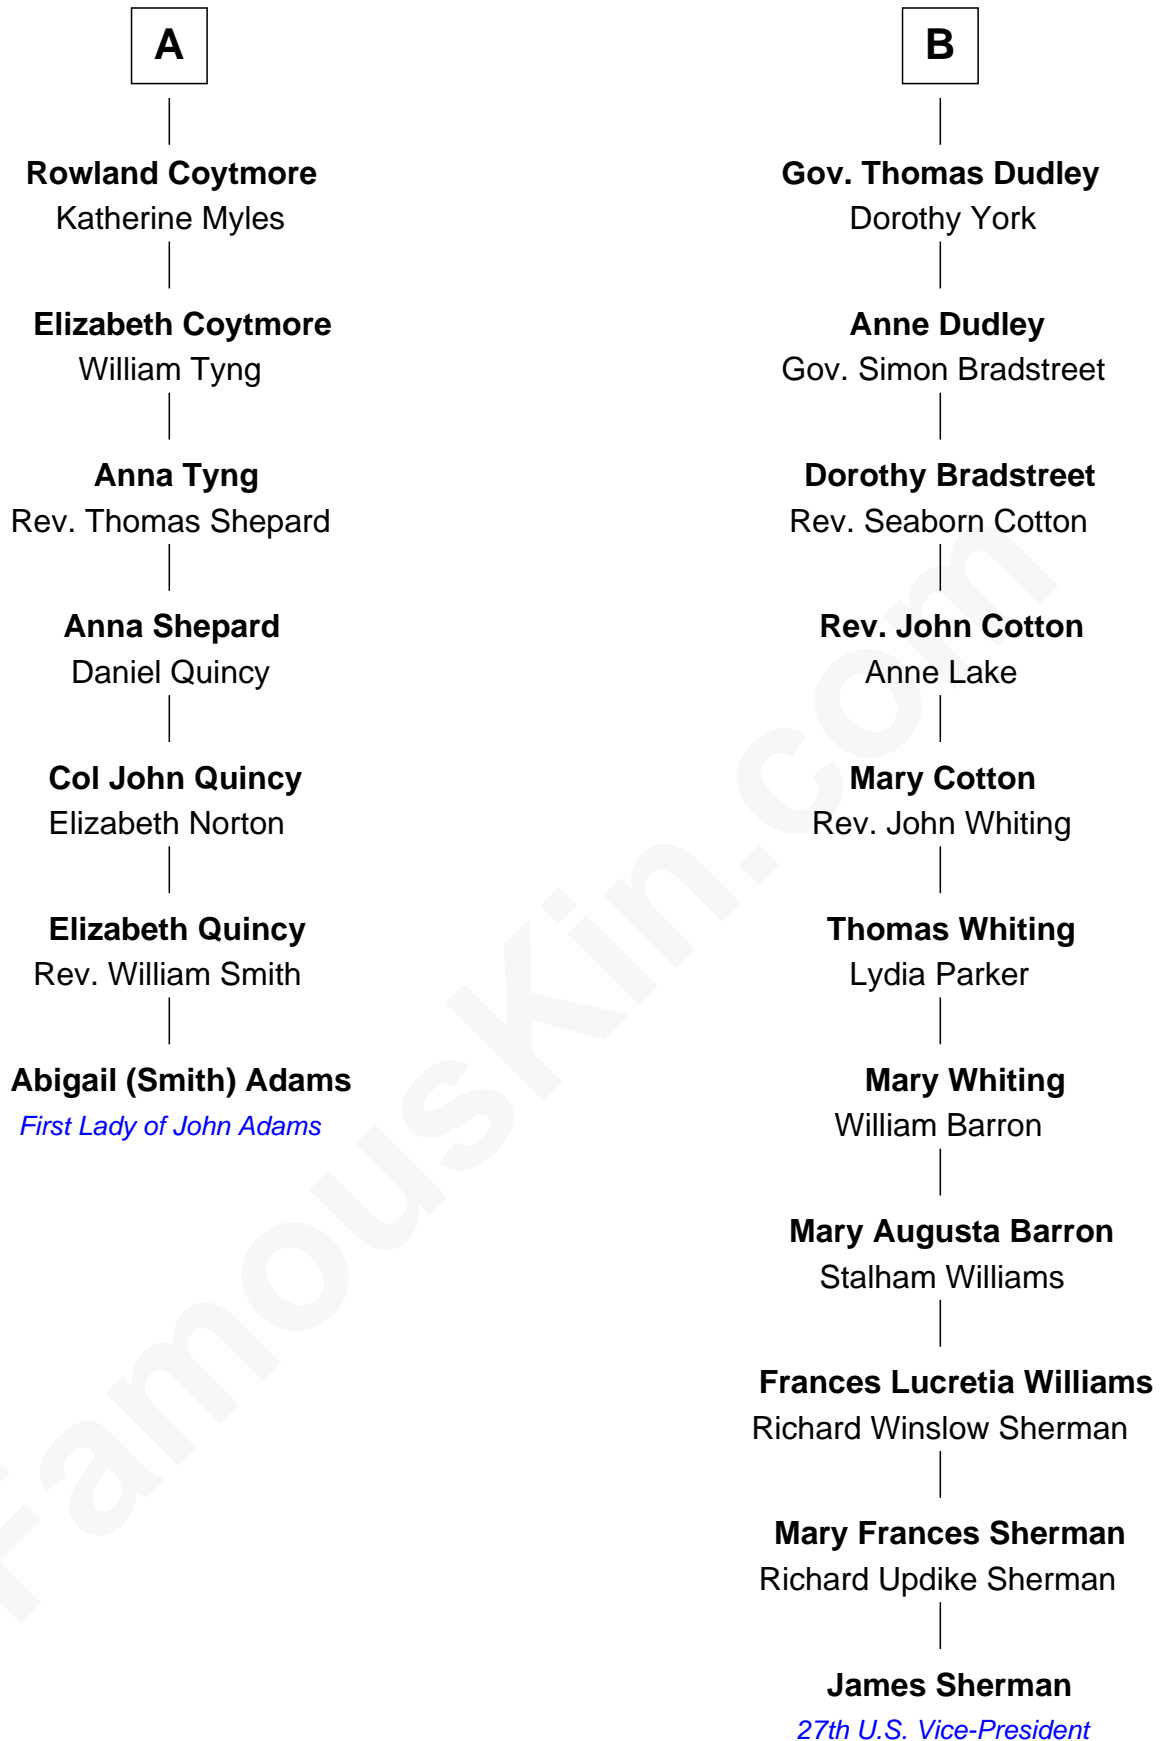 A
Rowland Coytmore
Katherine Myles
Elizabeth Coytmore
William Tyng
Anna Tyng
Rev. Thomas Shepard
Anna Shepard
Daniel Quincy
Col John Quincy
Elizabeth Norton
Elizabeth Quincy
Rev. William Smith
Abigail (Smith) Adams
First Lady of John Adams
B
Gov. Thomas Dudley
Dorothy York
Anne Dudley
Gov. Simon Bradstreet
Dorothy Bradstreet
Rev. Seaborn Cotton
Rev. John Cotton
Anne Lake
Mary Cotton
Rev. John Whiting
Thomas Whiting
Lydia Parker
Mary Whiting
William Barron
Mary Augusta Barron
Stalham Williams
Frances Lucretia Williams
Richard Winslow Sherman
Mary Frances Sherman
Richard Updike Sherman
James Sherman
27th U.S. Vice-President
FamousKin.com